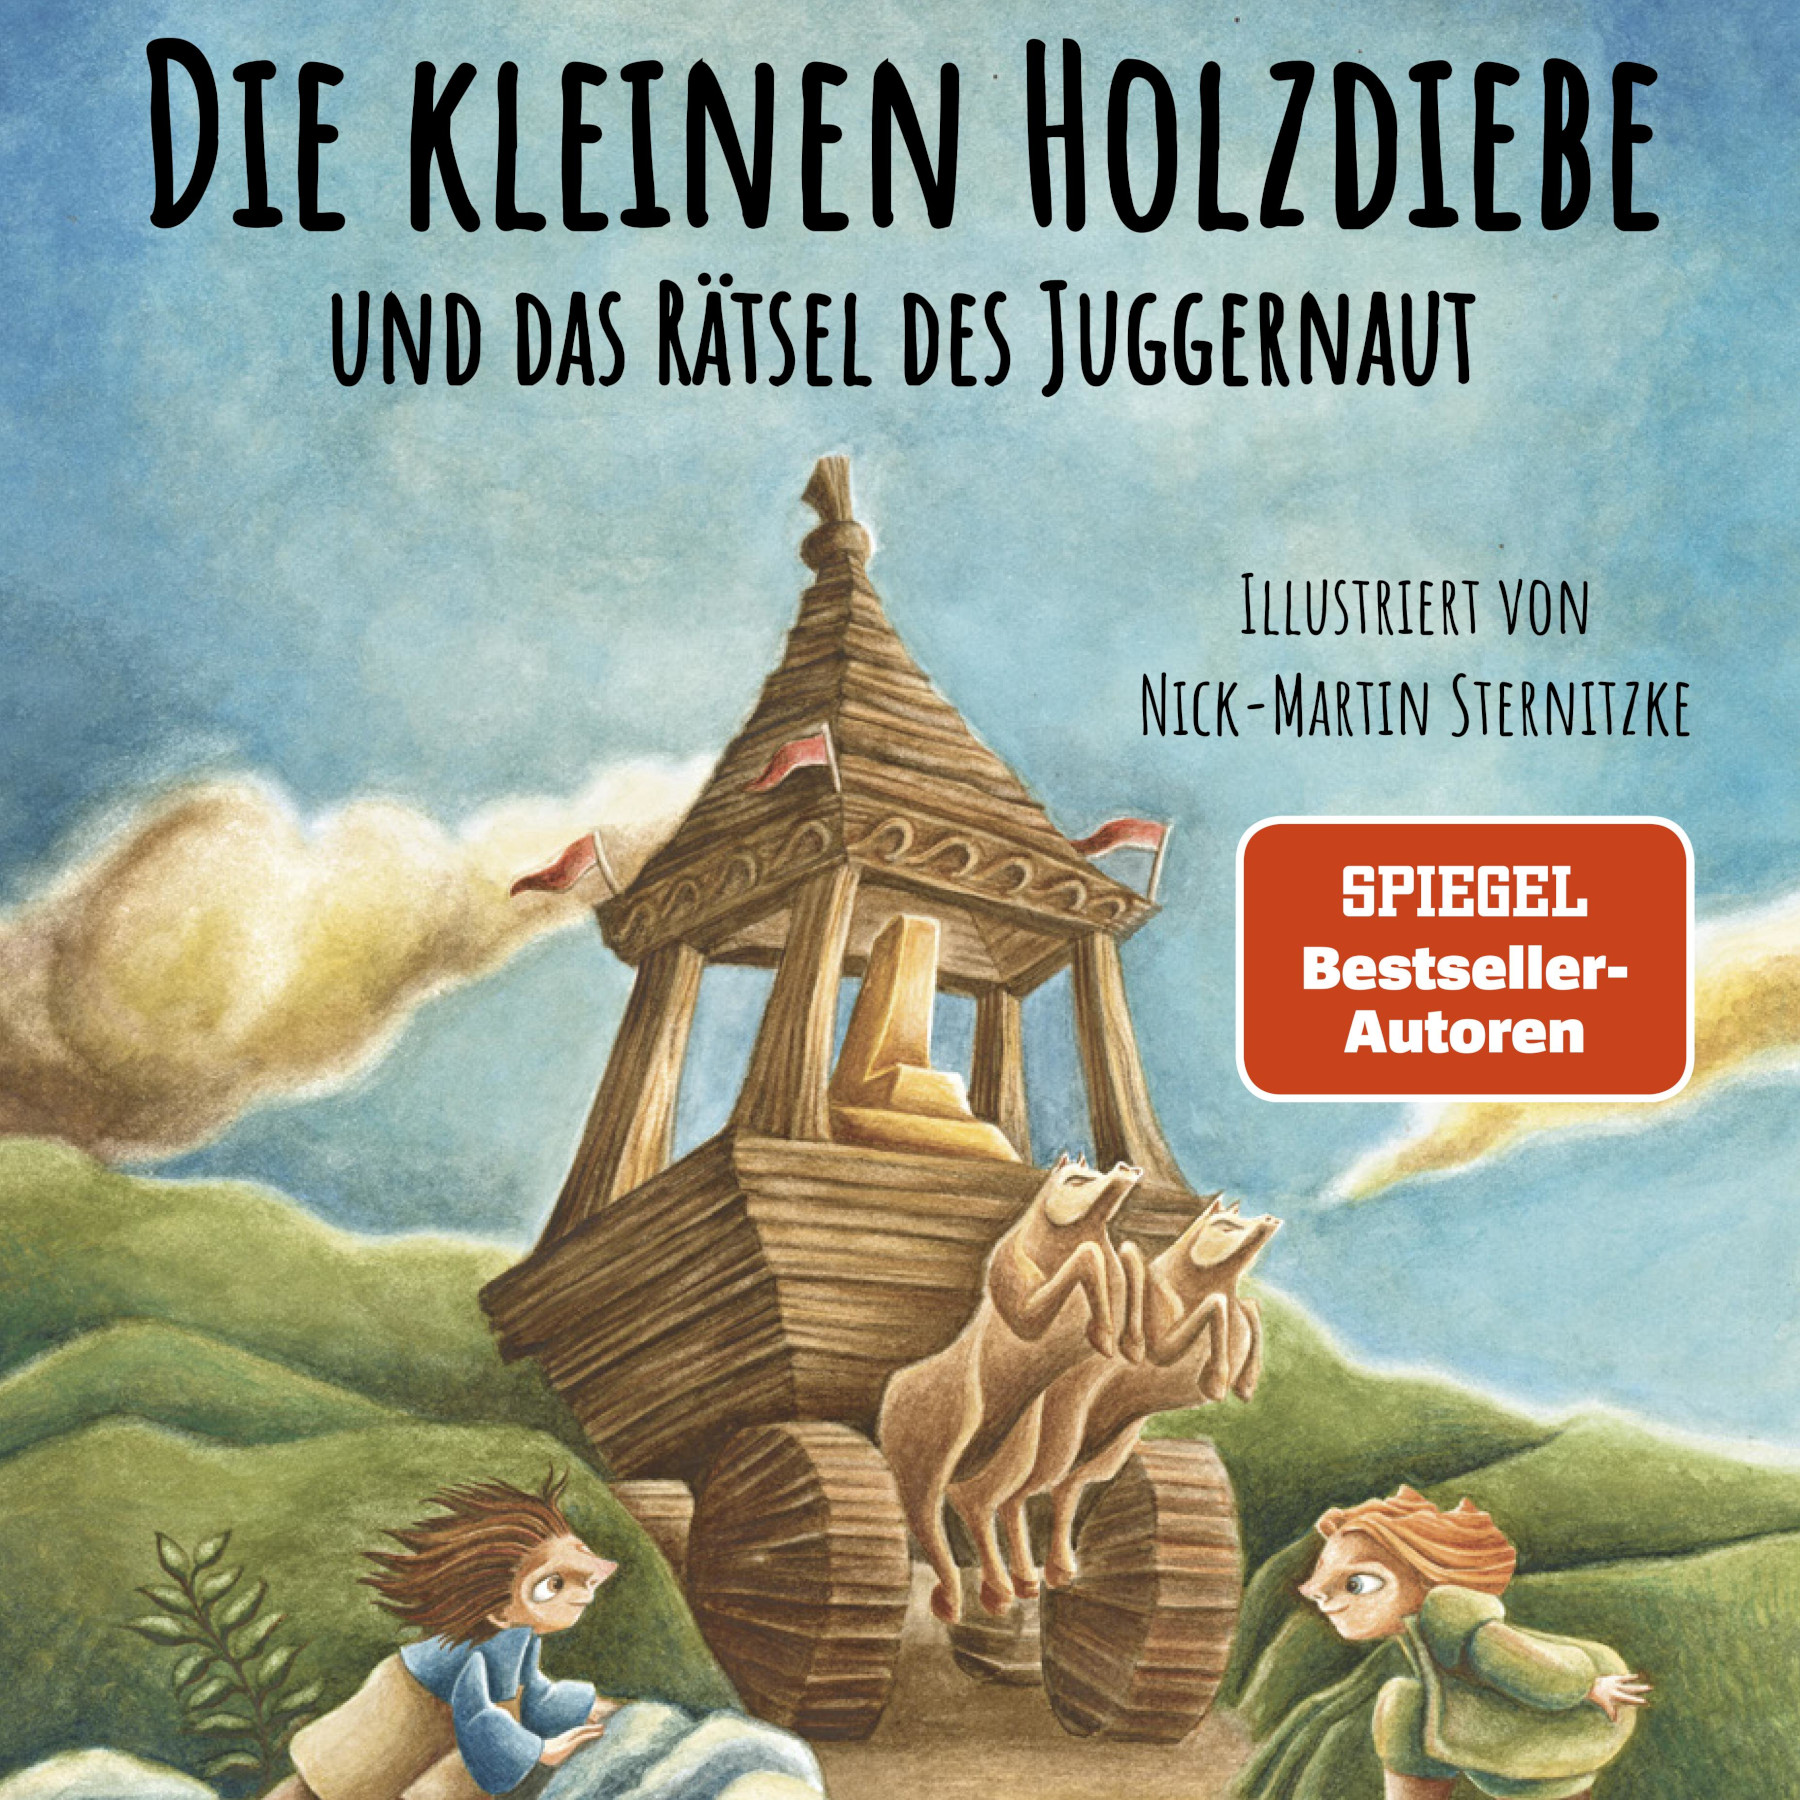 Die kleinen Holzdiebe
und das Rätsel des Juggernaut
Illustriert von
Nick-Martin Sternitzke
SPIEGEL
Bestseller-
Autoren